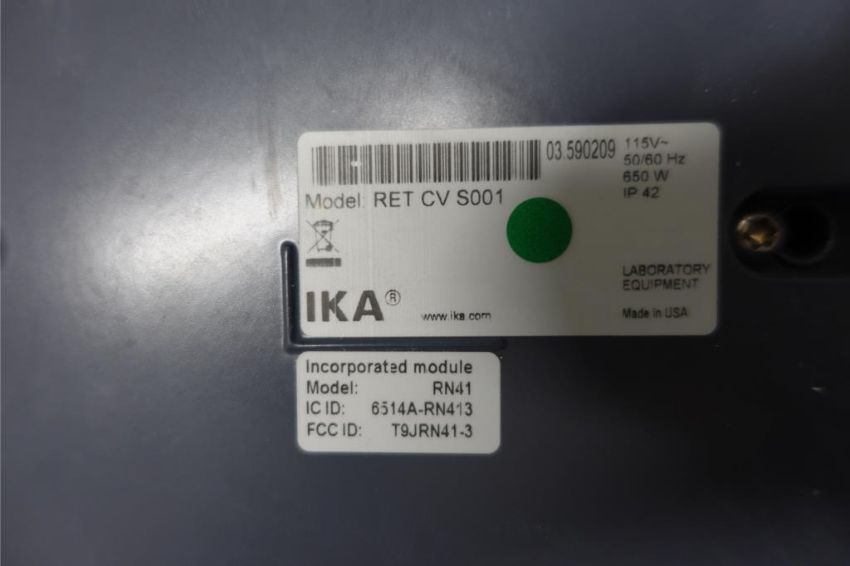 03.590209
115V~
50/60 Hz
650 W
IP 42
Model: RET CV S001
IKA®
www.ika.com
LABORATORY
EQUIPMENT
Made in USA
Incorporated module
Model: RN41
IC ID: 6514A-RN413
FCC ID: T9JRN41-3